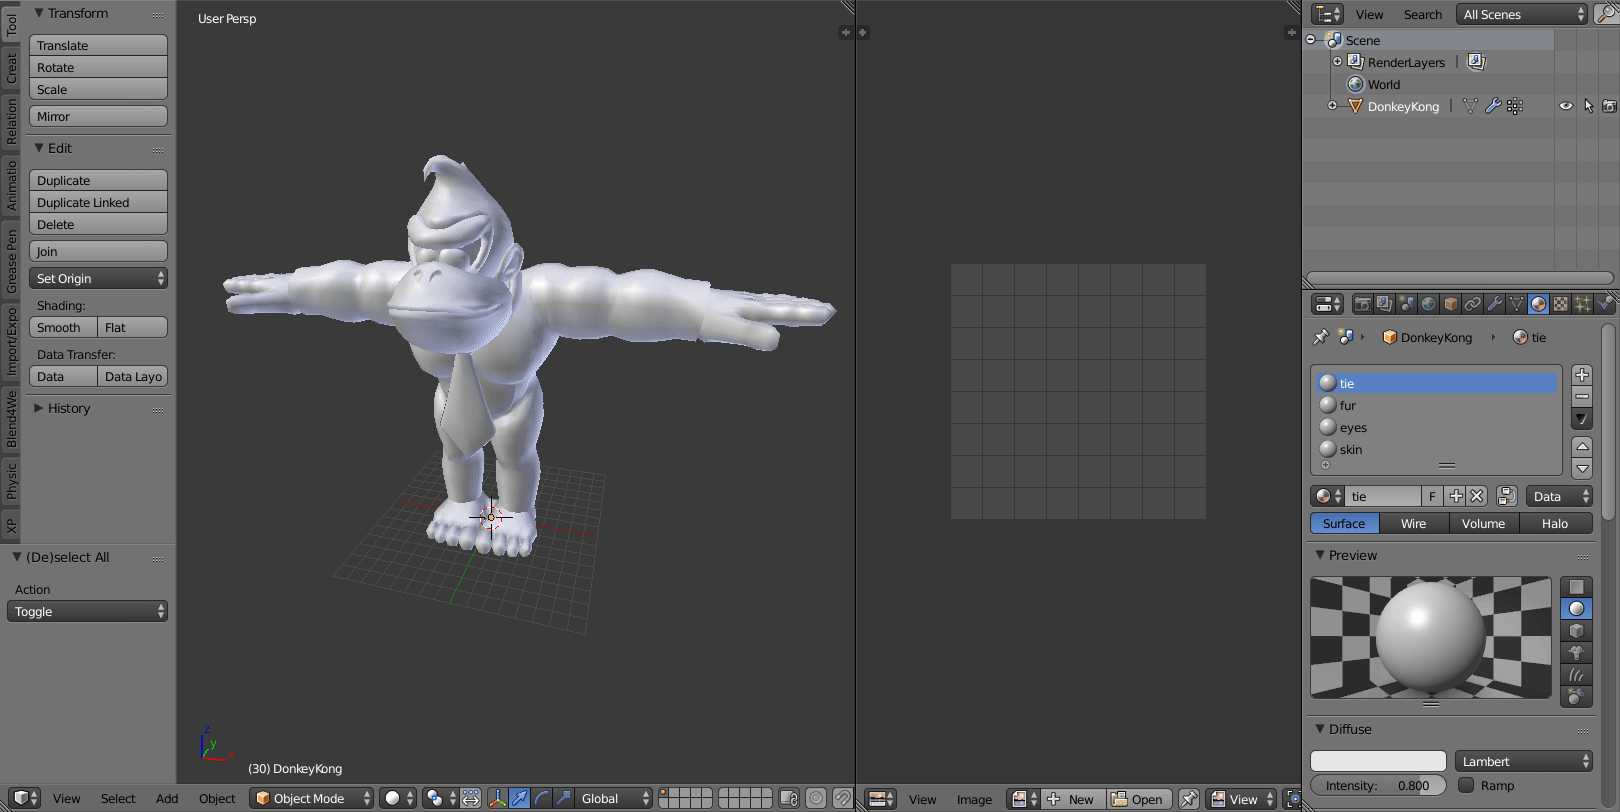 Tool
Creat
Relation
Animatio
Grease Pen
Import/Expo
Blend4We
Physic
XP
Transform
Translate
Rotate
Scale
Mirror
Edit
Duplicate
Duplicate Linked
Delete
Join
Set Origin
Shading:
Smooth Flat
Data Transfer:
Data Data Layo
History
(De)select All
Action
Toggle
User Persp
z
y
x
(30) DonkeyKong
View Select Add Object Object Mode Global
View Image New Open View
View Search All Scenes
Scene
RenderLayers
World
DonkeyKong
DonkeyKong tie
tie
fur
eyes
skin
tie F Data
Surface Wire Volume Halo
Preview
Diffuse
Lambert
Intensity: 0.800 Ramp